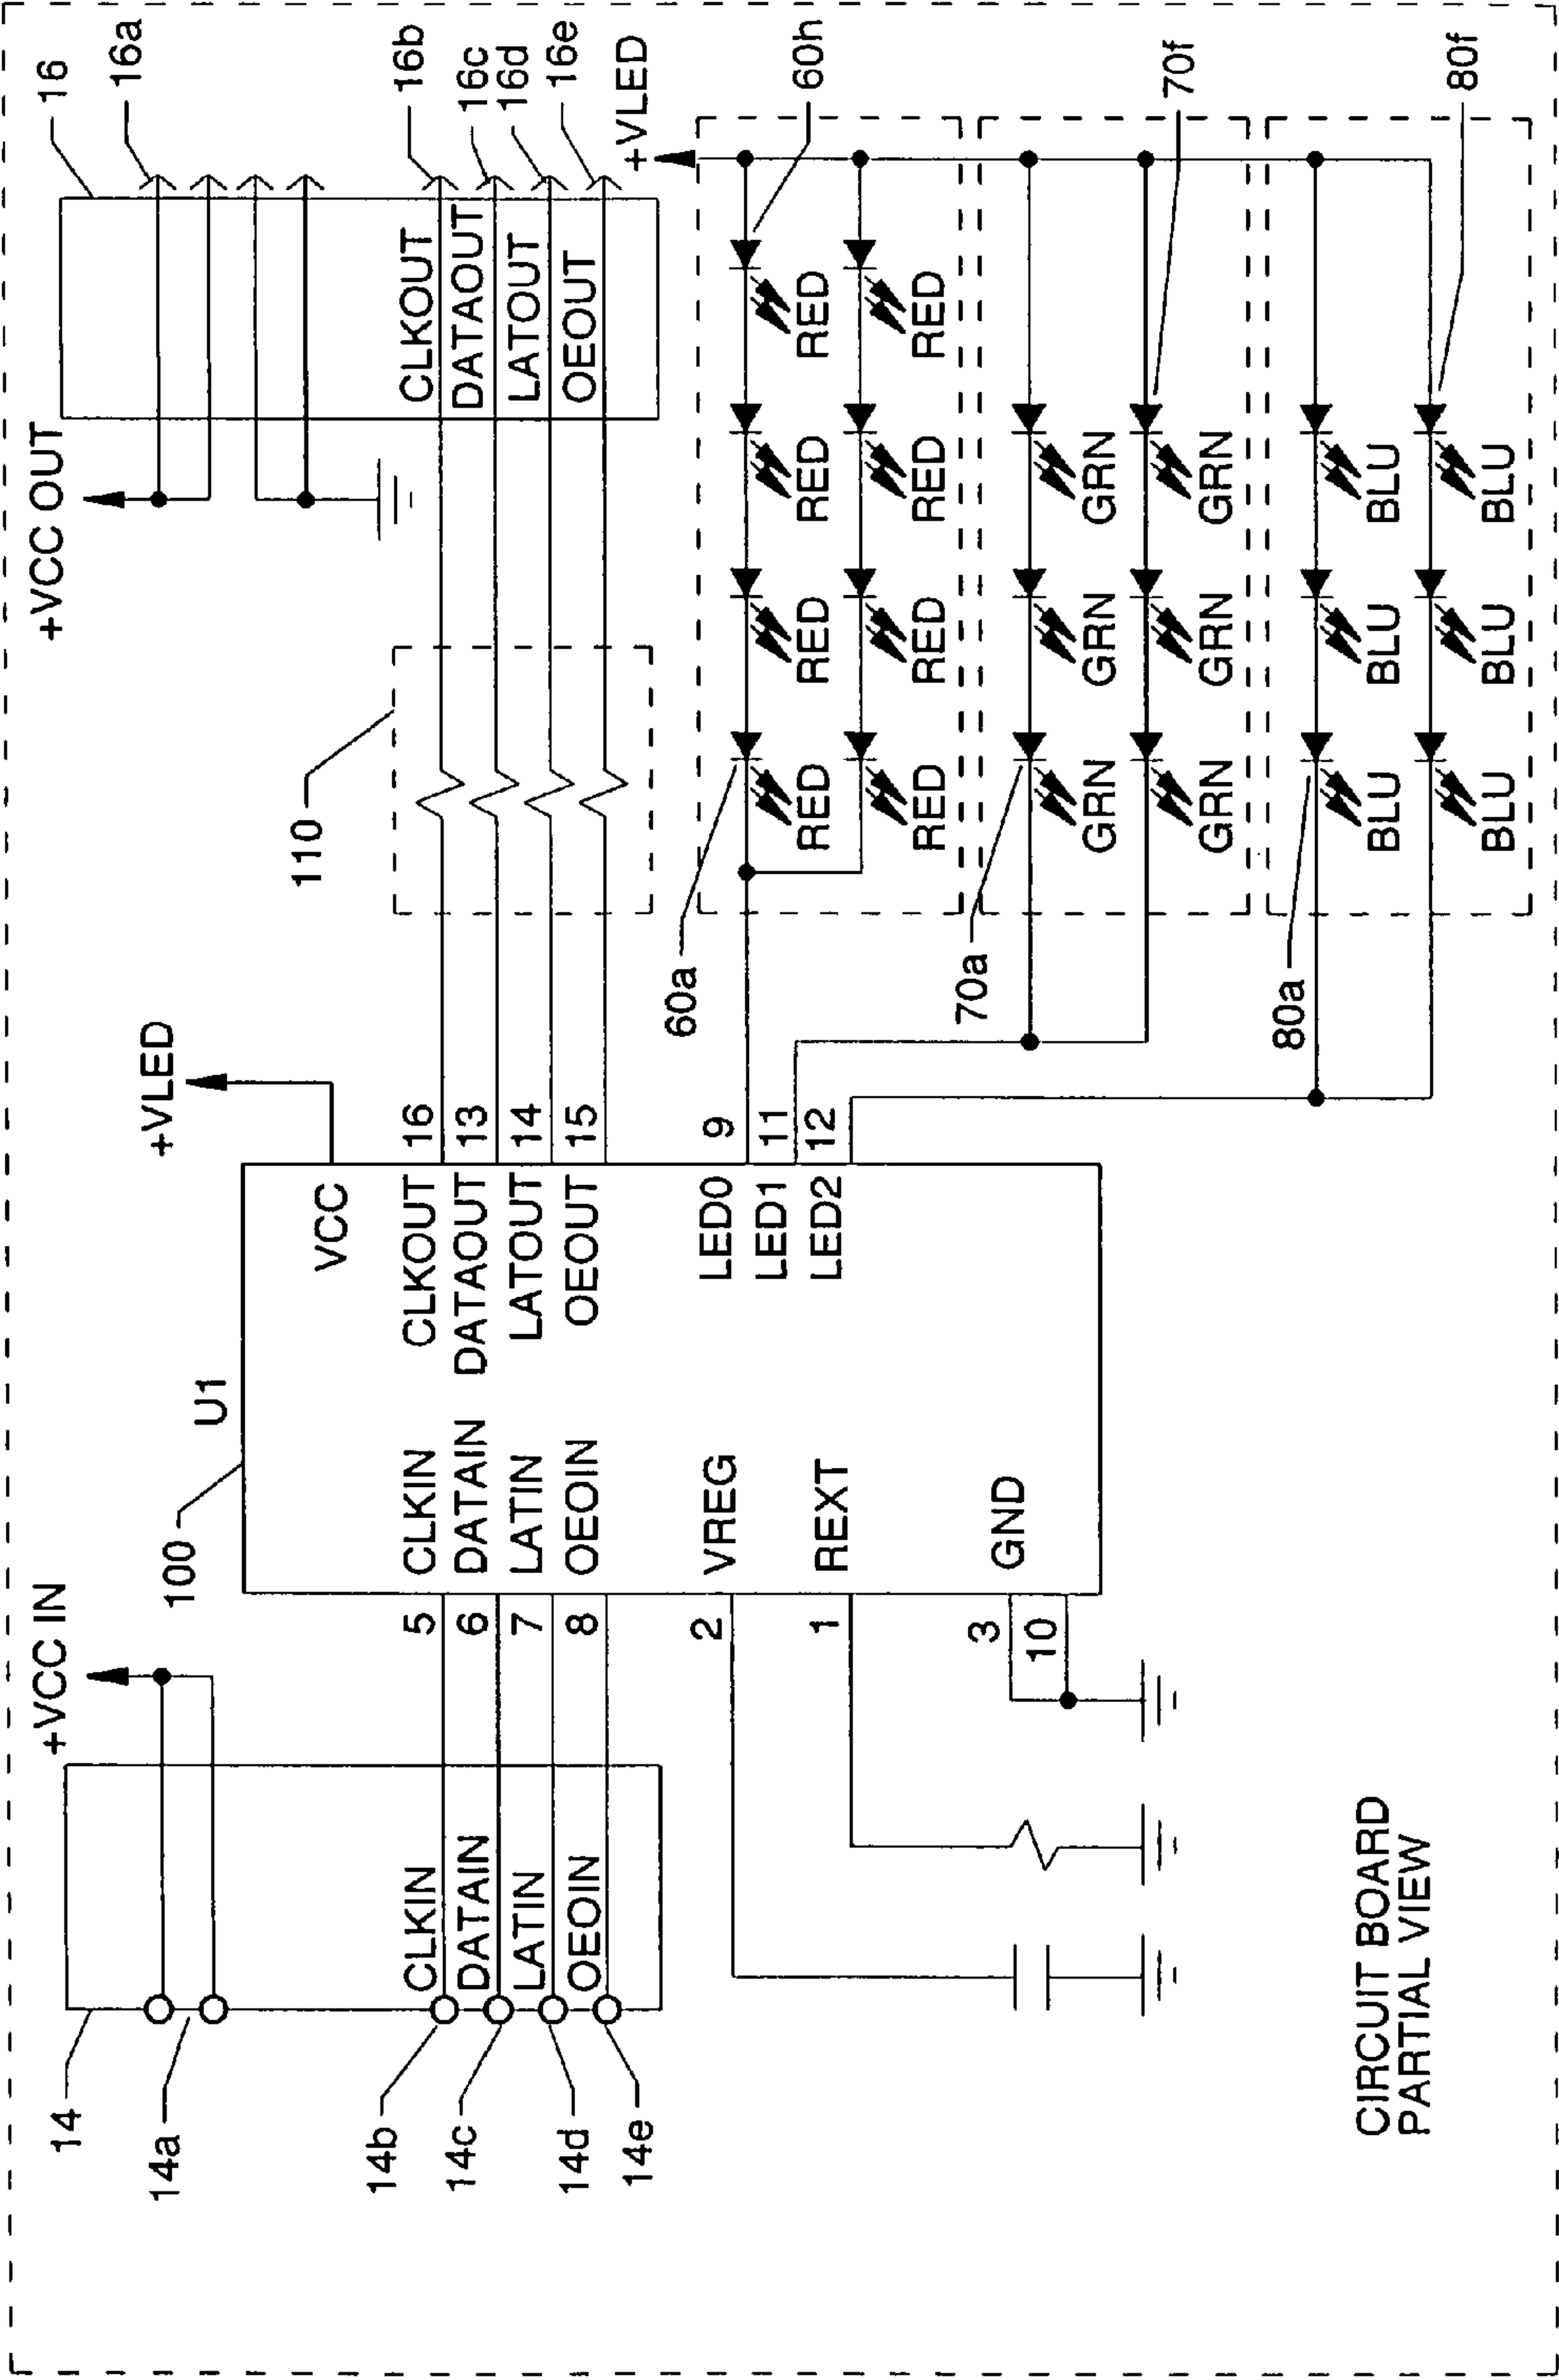 +VCC IN
14
14a
CLKIN
DATAIN
LATIN
OEOIN
14b
14c
14d
14e
100
U1
+VLED
VCC
5
6
7
8
CLKIN
DATAIN
LATIN
OEOIN
CLKOUT
DATAOUT
LATOUT
OEOUT
16
13
14
15
2
VREG
1
REXT
3
10
GND
LED0
LED1
LED2
9
11
12
110
+VCC OUT
16
16a
CLKOUT
DATAOUT
LATOUT
OEOUT
16b
16c
16d
16e
+VLED
60a
RED
RED
RED
RED
60h
RED
RED
RED
RED
70a
GRN
GRN
GRN
70f
GRN
GRN
GRN
80a
BLU
BLU
BLU
80f
BLU
BLU
BLU
CIRCUIT BOARD
PARTIAL VIEW